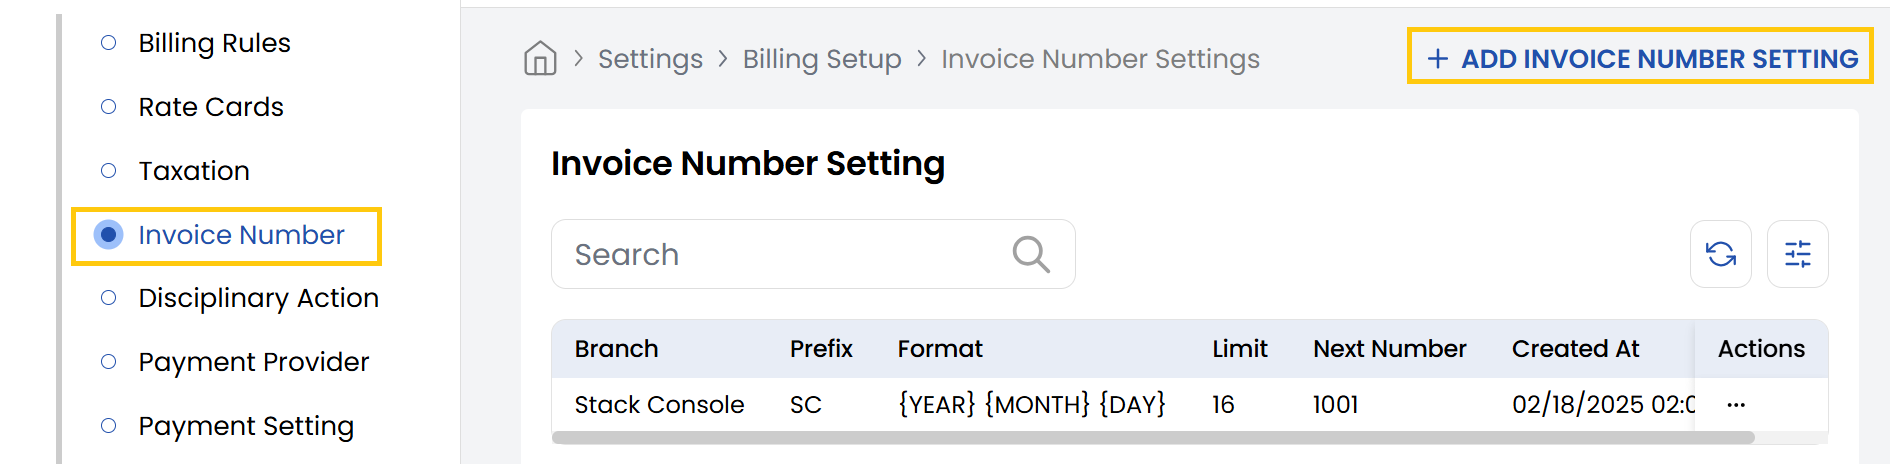 Billing Rules
Rate Cards
Taxation
Invoice Number
Disciplinary Action
Payment Provider
Payment Setting
Settings > Billing Setup > Invoice Number Settings
+ ADD INVOICE NUMBER SETTING
Invoice Number Setting
Search
Branch Prefix Format Limit Next Number Created At Actions
Stack Console SC {YEAR} {MONTH} {DAY} 16 1001 02/18/2025 02:0 ...